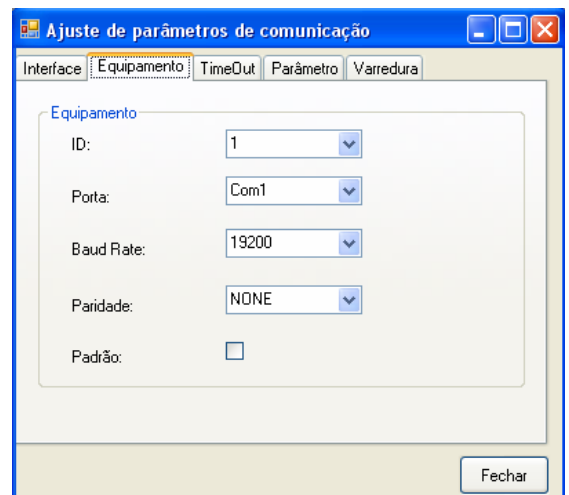 Ajuste de parâmetros de comunicação
Interface Equipamento TimeOut Parâmetro Varredura
Equipamento
ID: 1
Porta: Com1
Baud Rate: 19200
Paridade: NONE
Padrão:
Fechar